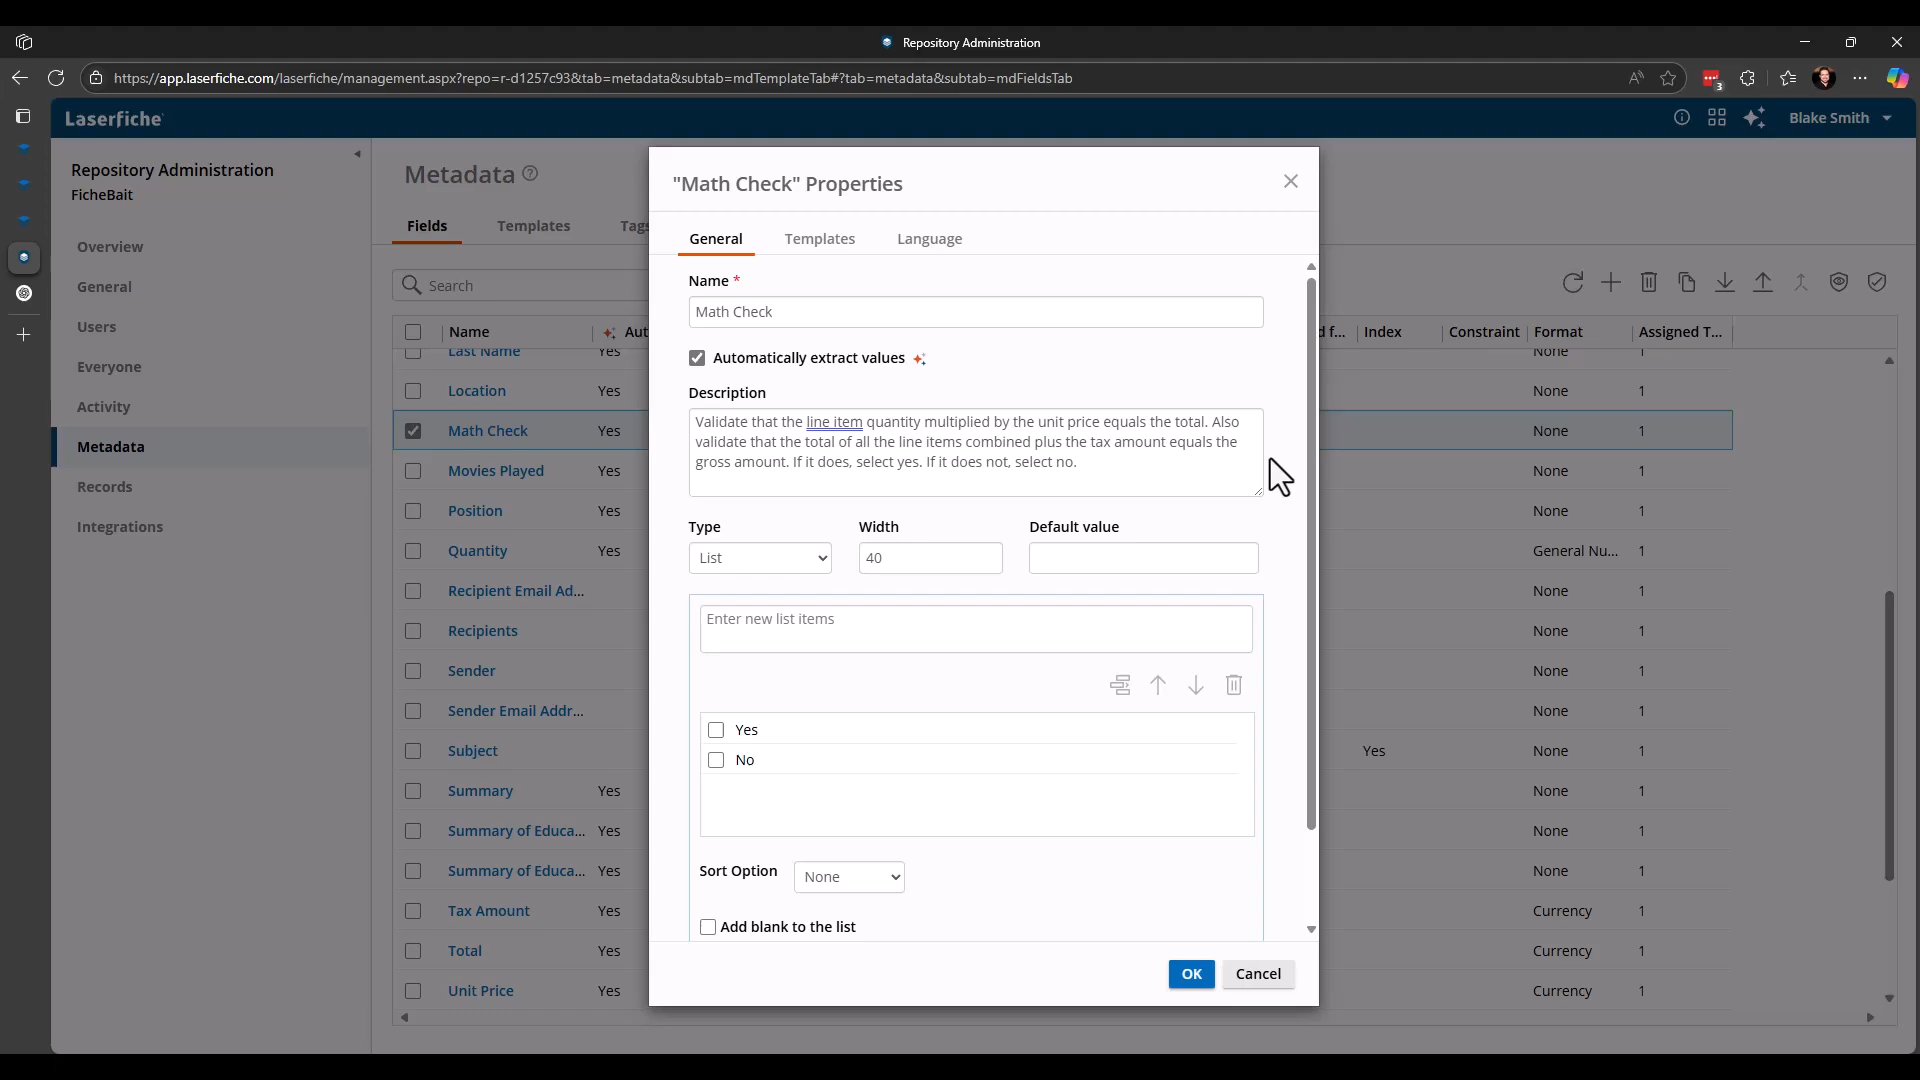 Repository Administration
https://app.laserfiche.com/laserfiche/management.aspx?repo=r-d1257c93&tab=metadata&subtab=mdTemplateTab#?tab=metadata&subtab=mdFieldsTab
3
Laserfiche
Blake Smith
Repository Administration
FicheBait
Overview
General
Users
Everyone
Activity
Metadata
Records
Integrations
Metadata
Fields Templates Tags
Search
Name Aut
d f... Index Constraint Format Assigned T...
Last Name Yes None 1
Location Yes None 1
Math Check Yes None 1
Movies Played Yes None 1
Position Yes None 1
Quantity Yes General Nu... 1
Recipient Email Ad... None 1
Recipients None 1
Sender None 1
Sender Email Addr... None 1
Subject Yes None 1
Summary Yes None 1
Summary of Educa... Yes None 1
Summary of Educa... Yes None 1
Tax Amount Yes Currency 1
Total Yes Currency 1
Unit Price Yes Currency 1
"Math Check" Properties
General Templates Language
Name *
Math Check
Automatically extract values
Description
Validate that the line item quantity multiplied by the unit price equals the total. Also
validate that the total of all the line items combined plus the tax amount equals the
gross amount. If it does, select yes. If it does not, select no.
Type Width Default value
List 40
Enter new list items
Yes
No
Sort Option None
Add blank to the list
OK Cancel